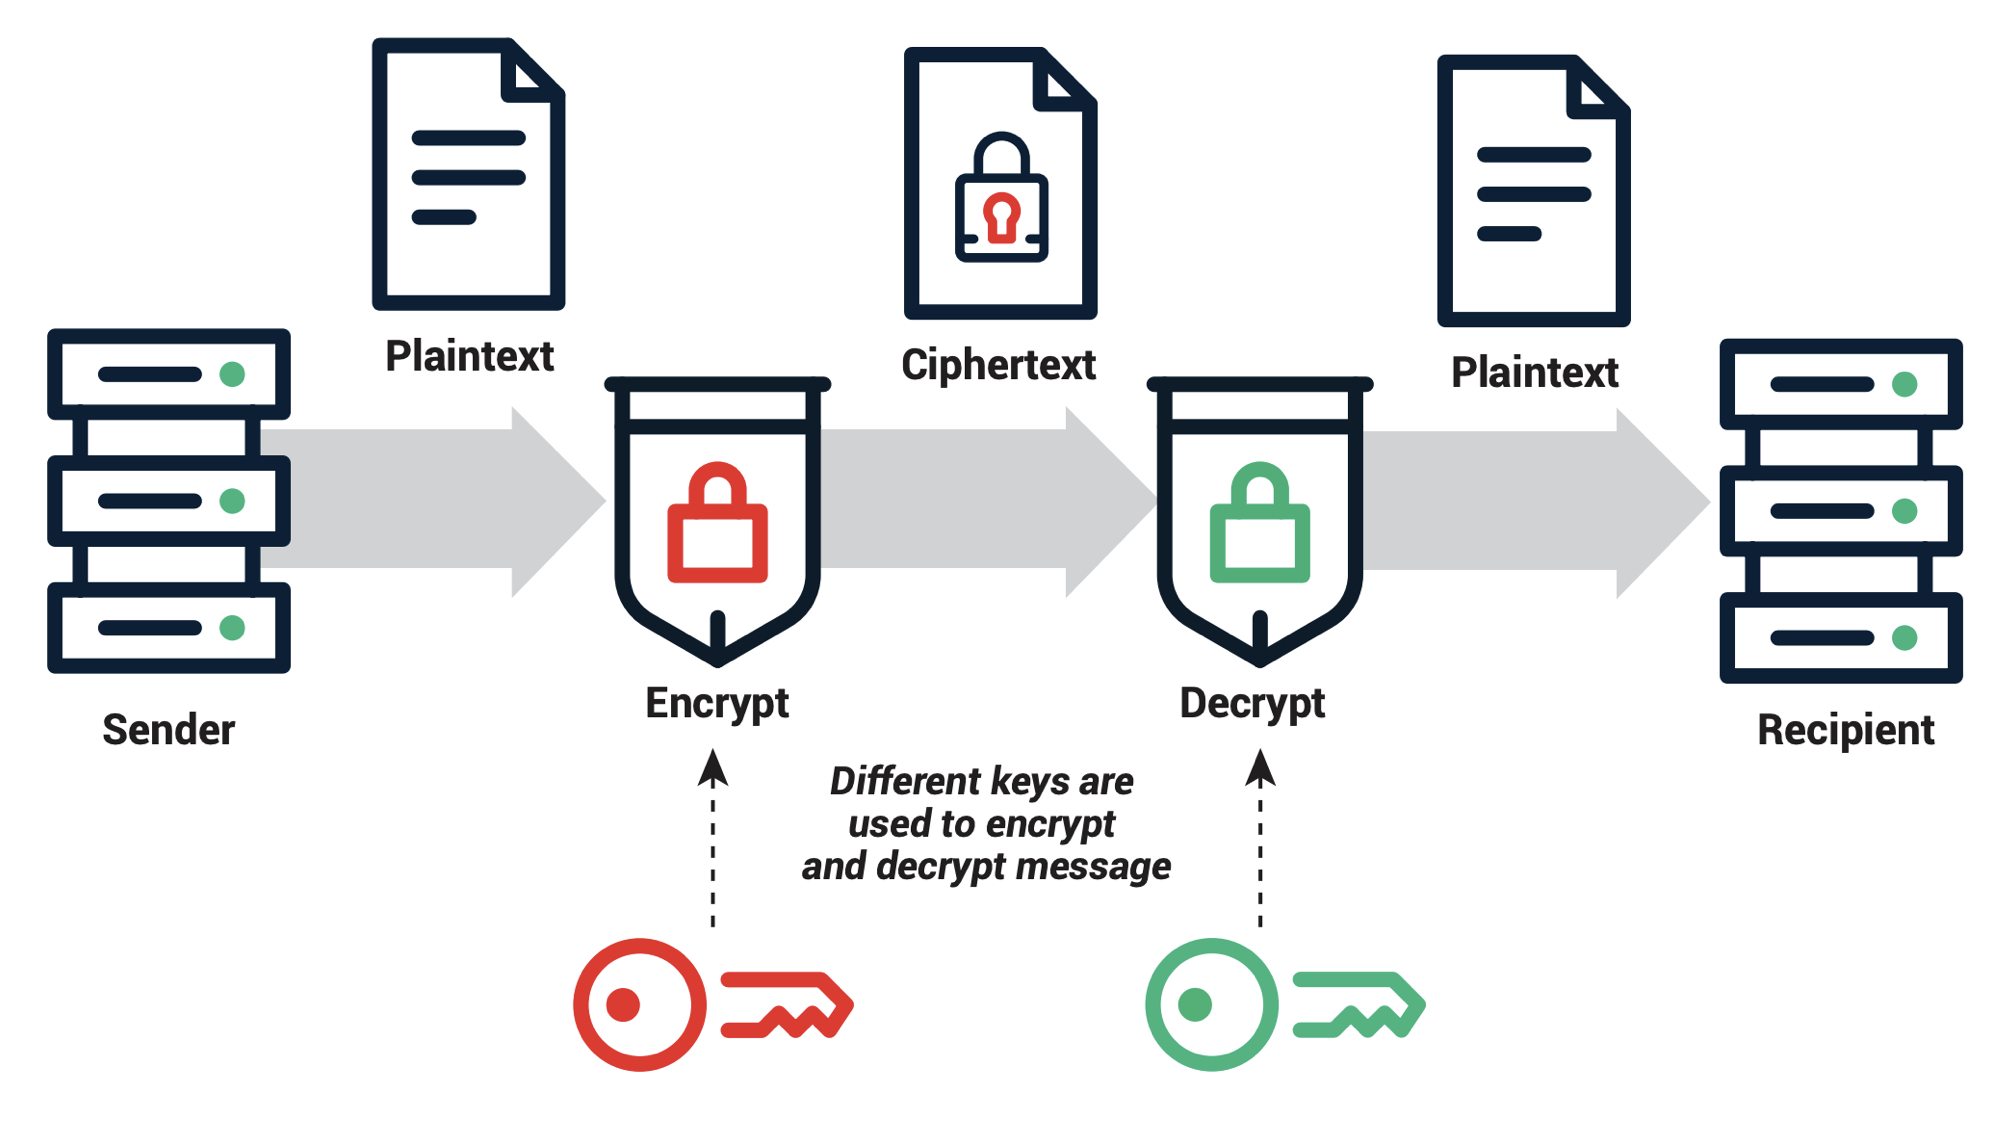 Plaintext
Ciphertext
Plaintext
Sender
Encrypt
Decrypt
Recipient
Different keys are
used to encrypt
and decrypt message